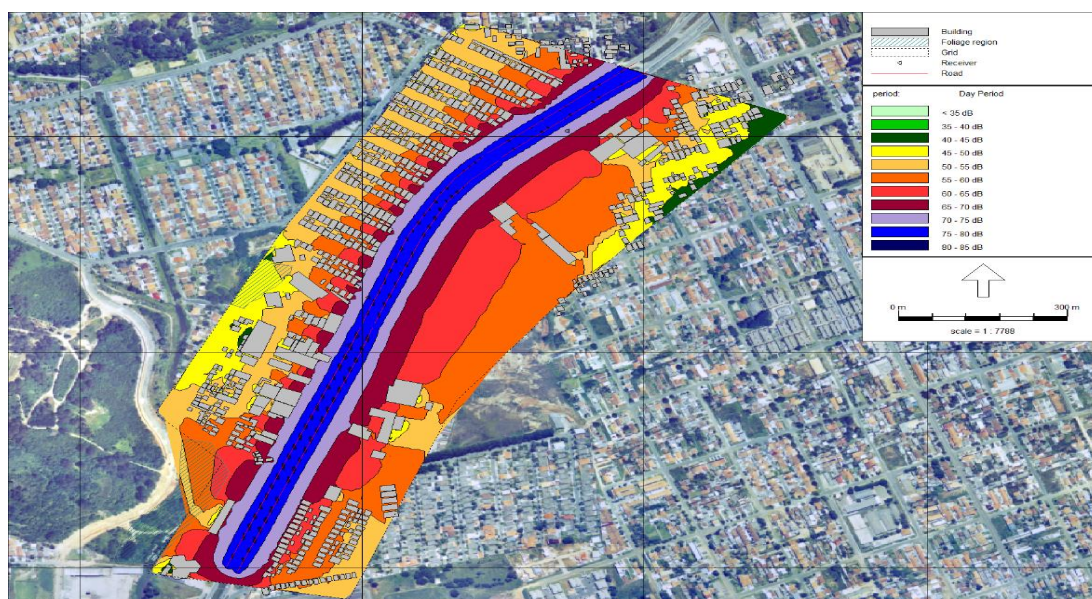 Building
Foliage region
Grid
Receiver
Road
period: Day Period
< 35 dB
35 - 40 dB
40 - 45 dB
45 - 50 dB
50 - 55 dB
55 - 60 dB
60 - 65 dB
65 - 70 dB
70 - 75 dB
75 - 80 dB
80 - 85 dB
0 m 300 m
scale = 1 : 7788